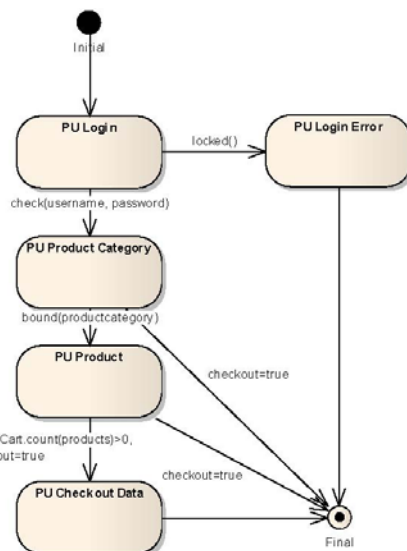 Initial
PU Login
PU Login Error
locked()
check(username, password)
PU Product Category
bound(productcategory)
PU Product
checkout=true
Cart.count(products)>0,
out=true
checkout=true
PU Checkout Data
Final